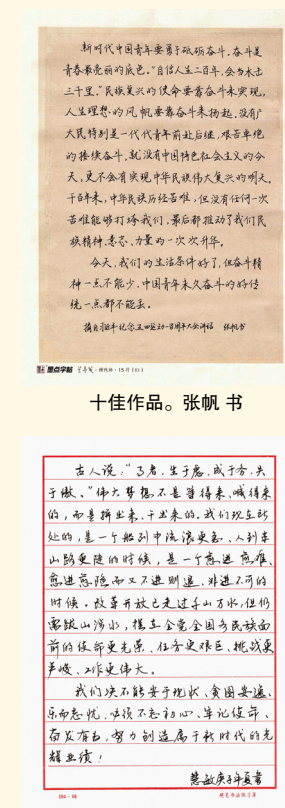 新时代中国青年要勇于砥砺奋斗。奋斗是
青春最亮丽的底色。“自信人生二百年，会当水击
三千里。”民族复兴的使命要靠奋斗来实现，
人生理想的风帆要靠奋斗来扬起。没有广
大人民特别是一代代青年前赴后继、艰苦卓绝
的接续奋斗，就没有中国特色社会主义的今
天，更不会有实现中华民族伟大复兴的明天。
千百年来，中华民族历经苦难，但没有任何一次
苦难能够打垮我们，最后都推动了我们民
族精神、意志、力量的一次次升华。
今天，我们的生活条件好了，但奋斗精
神一点不能少，中国青年永久奋斗的好传
统一点都不能丢。
摘自 纪念五四运动一百周年大会讲话 张帆书
墨点字帖 15行
十佳作品。张帆 书
古人说：“事者，生于虑，成于务，失
于傲。”伟大梦想不是等得来、喊得来
的，而是拼出来、干出来的。我们现在所
处的，是一个船到中流浪更急、人到半
山路更陡的时候，是一个愈进愈难、
愈进愈险而又不进则退、非进不可的
时候。改革开放已走过千山万水，但仍
需跋山涉水，摆在全党全国各民族面
前的使命更光荣、任务更艰巨、挑战更
严峻、工作更伟大。
我们决不能安于现状、贪图安逸、
乐而忘忧，必须不忘初心、牢记使命、
奋发有为，努力创造属于新时代的光
辉业绩！
慧敏庚子年夏书